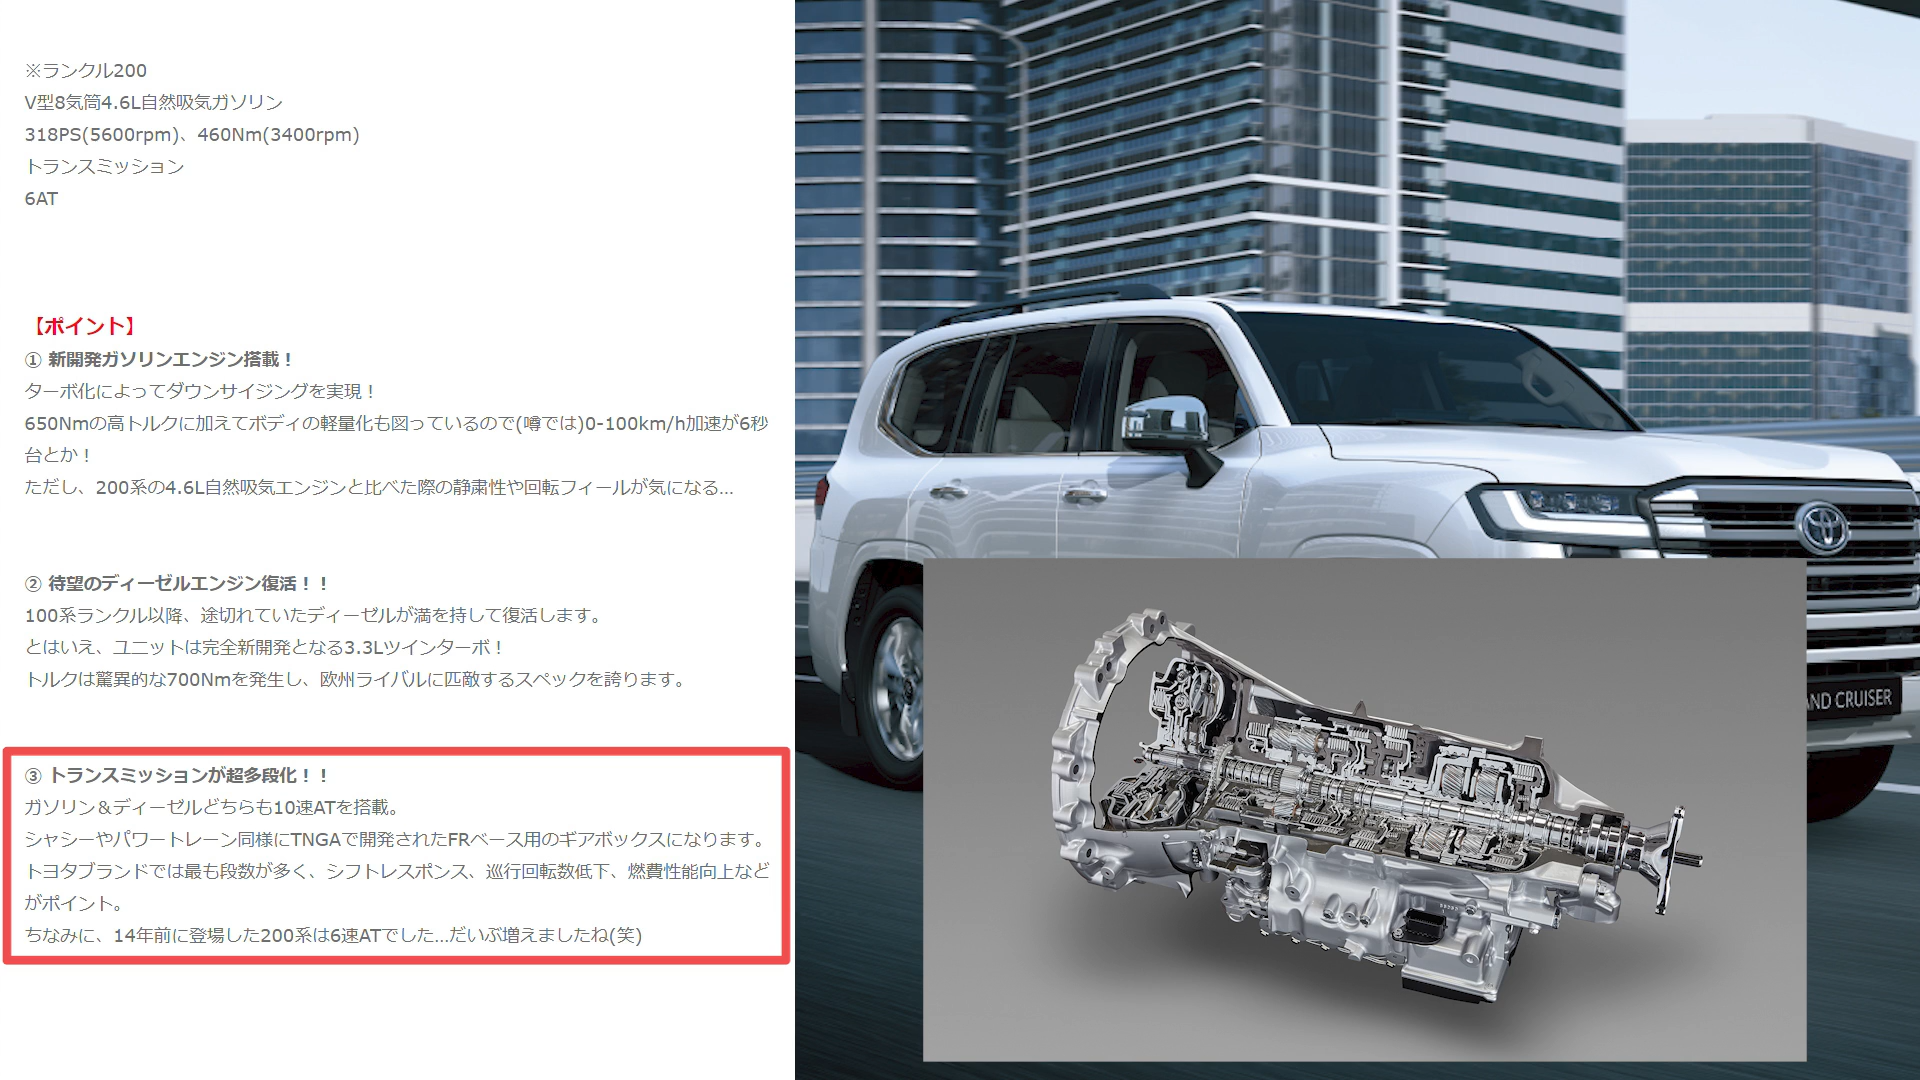 ※ランクル200
V型8気筒4.6L自然吸気ガソリン
318PS(5600rpm)、460Nm(3400rpm)
トランスミッション
6AT
【ポイント】
① 新開発ガソリンエンジン搭載！
ターボ化によってダウンサイジングを実現！
650Nmの高トルクに加えてボディの軽量化も図っているので(噂では)0-100km/h加速が6秒
台とか！
ただし、200系の4.6L自然吸気エンジンと比べた際の静粛性や回転フィールが気になる...
② 待望のディーゼルエンジン復活！！
100系ランクル以降、途切れていたディーゼルが満を持して復活します。
とはいえ、ユニットは完全新開発となる3.3Lツインターボ！
トルクは驚異的な700Nmを発生し、欧州ライバルに匹敵するスペックを誇ります。
③ トランスミッションが超多段化！！
ガソリン＆ディーゼルどちらも10速ATを搭載。
シャシーやパワートレーン同様にTNGAで開発されたFRベース用のギアボックスになります。
トヨタブランドでは最も段数が多く、シフトレスポンス、巡行回転数低下、燃費性能向上など
がポイント。
ちなみに、14年前に登場した200系は6速ATでした...だいぶ増えましたね(笑)
AND CRUISER